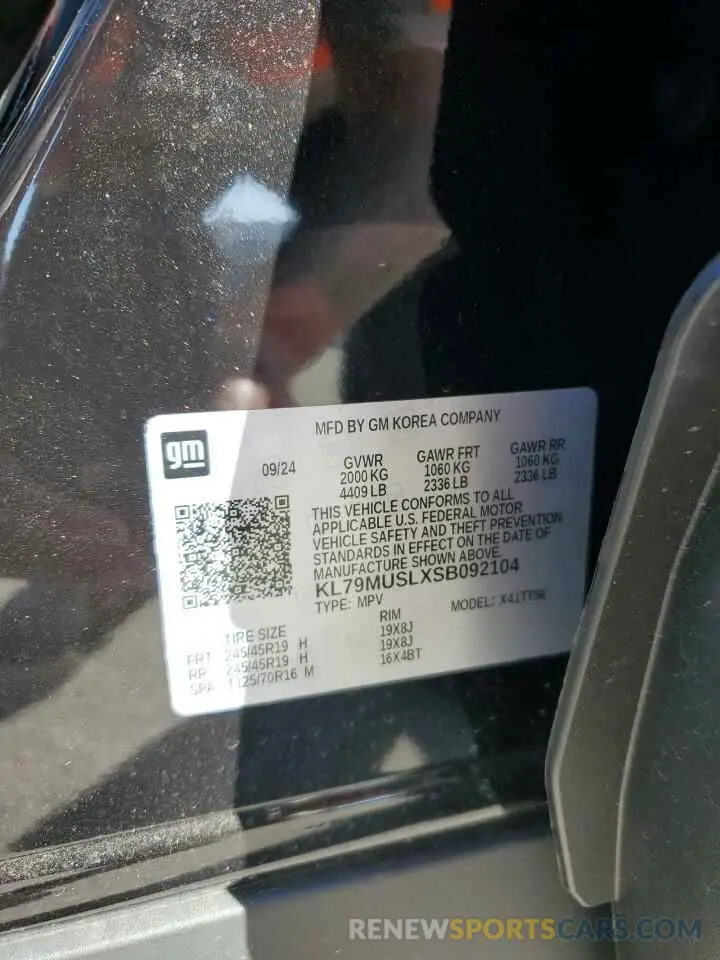 MFD BY GM KOREA COMPANY
gm
09/24
GVWR GAWR FRT GAWR RR
2000 KG 1060 KG 1060 KG
4409 LB 2336 LB 2336 LB
THIS VEHICLE CONFORMS TO ALL
APPLICABLE U.S. FEDERAL MOTOR
VEHICLE SAFETY AND THEFT PREVENTION
STANDARDS IN EFFECT ON THE DATE OF
MANUFACTURE SHOWN ABOVE.
KL79MUSLXSB092104
TYPE: MPV MODEL:
TIRE SIZE RIM
FRT 245/45R19 H 19X8J
RR 245/45R19 H 19X8J
SPA T125/70R16 M 16X4BT
RENEWSPORTSCARS.COM